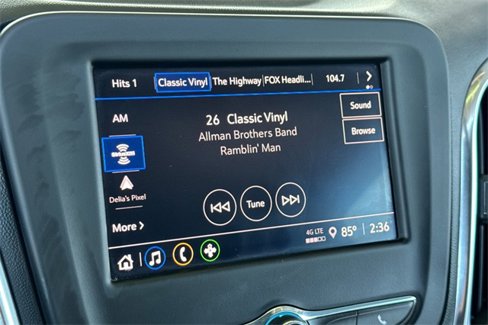 Hits 1 Classic Vinyl The Highway FOX Headli... 104.7
AM
26 Classic Vinyl
Allman Brothers Band
Ramblin' Man
Sound
Browse
SiriusXM
Delia's Pixel
Tune
More >
4G LTE
85° 2:36